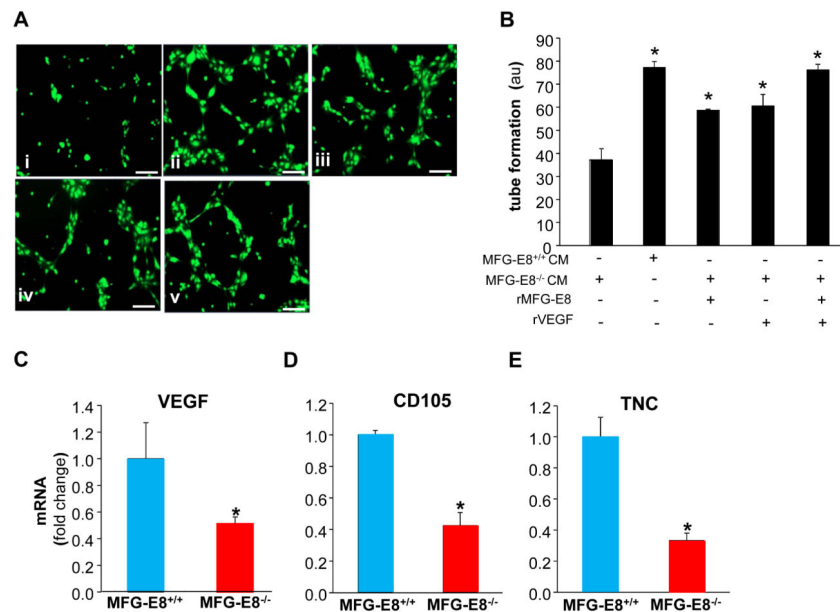 A
i
ii
iii
iv
v
B
tube formation (au)
90
80
70
60
50
40
30
20
10
0
* * * *
MFG-E8+/+ CM - + - - -
MFG-E8-/- CM + - + + +
rMFG-E8 - - + - +
rVEGF - - - + +
C
VEGF
mRNA
(fold change)
1.4
1.2
1.0
0.8
0.6
0.4
0.2
0.0
*
MFG-E8+/+ MFG-E8-/-
D
CD105
1.2
1.0
0.8
0.6
0.4
0.2
0.0
*
MFG-E8+/+ MFG-E8-/-
E
TNC
1.2
1.0
0.8
0.6
0.4
0.2
0.0
*
MFG-E8+/+ MFG-E8-/-